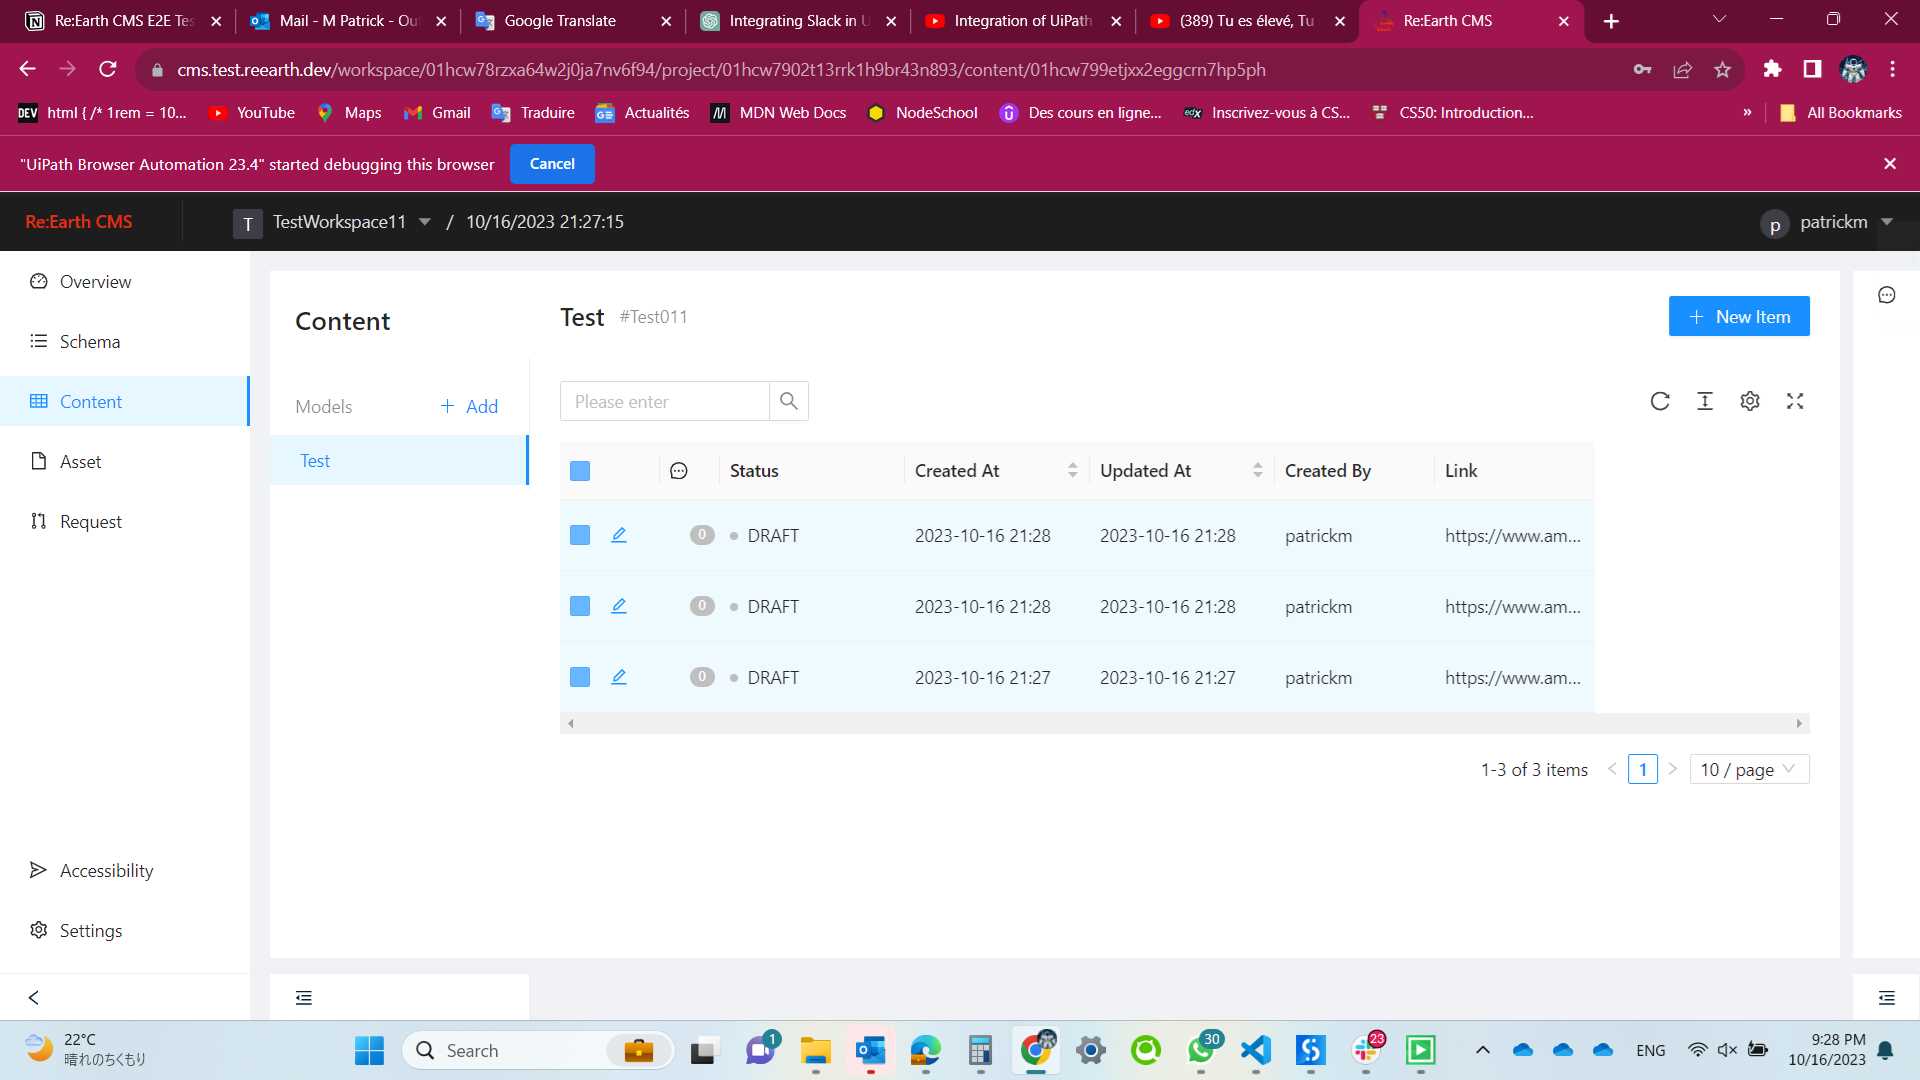 Re:Earth CMS E2E Tes
Mail - M Patrick - Ou
Google Translate
Integrating Slack in U
Integration of UiPath
(389) Tu es élevé, Tu
Re:Earth CMS
cms.test.reearth.dev/workspace/01hcw78rzxa64w2j0ja7nv6f94/project/01hcw7902t13rrk1h9br43n893/content/01hcw799etjxx2eggcrn7hp5ph
DEV html { /* 1rem = 10...
YouTube
Maps
Gmail
Traduire
Actualités
MDN Web Docs
NodeSchool
Des cours en ligne...
edX Inscrivez-vous à CS...
CS50: Introduction...
»
All Bookmarks
"UiPath Browser Automation 23.4" started debugging this browser
Cancel
Re:Earth CMS
T TestWorkspace11 / 10/16/2023 21:27:15
p patrickm
Overview
Schema
Content
Asset
Request
Accessibility
Settings
Content
Models
+ Add
Test
Test #Test011
+ New Item
Please enter
Status Created At Updated At Created By Link
0 DRAFT 2023-10-16 21:28 2023-10-16 21:28 patrickm https://www.am...
0 DRAFT 2023-10-16 21:28 2023-10-16 21:28 patrickm https://www.am...
0 DRAFT 2023-10-16 21:27 2023-10-16 21:27 patrickm https://www.am...
1-3 of 3 items < 1 > 10 / page
22°C
晴れのちくもり
Search
1
30
23
ENG
9:28 PM
10/16/2023